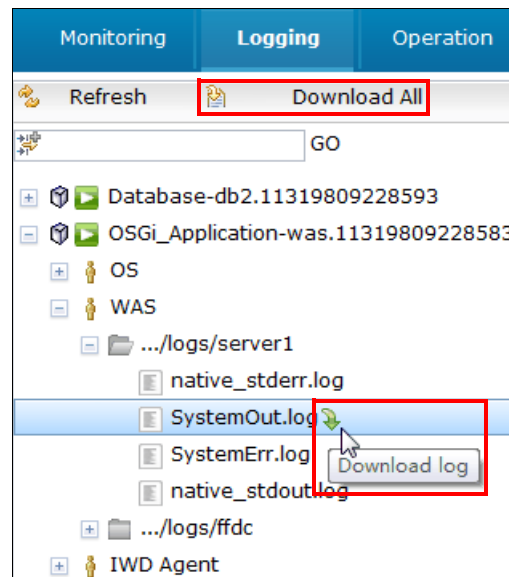 Monitoring Logging Operation
Refresh Download All
GO
Database-db2.11319809228593
OSGi_Application-was.11319809228583
OS
WAS
.../logs/server1
native_stderr.log
SystemOut.log
SystemErr.log
Download log
native_stdout.log
.../logs/ffdc
IWD Agent